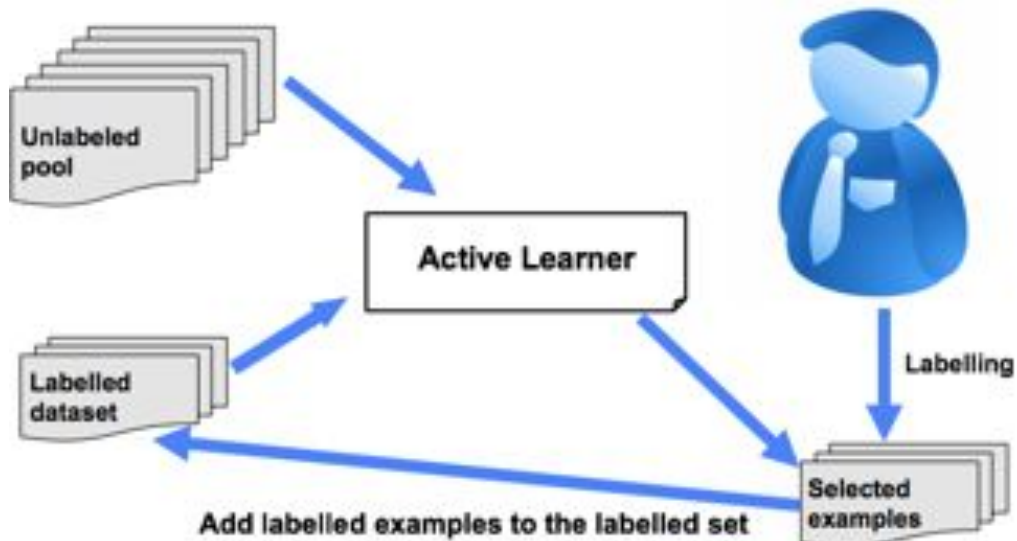 Unlabeled
pool
Active Learner
Labelled
dataset
Labelling
Selected
examples
Add labelled examples to the labelled set